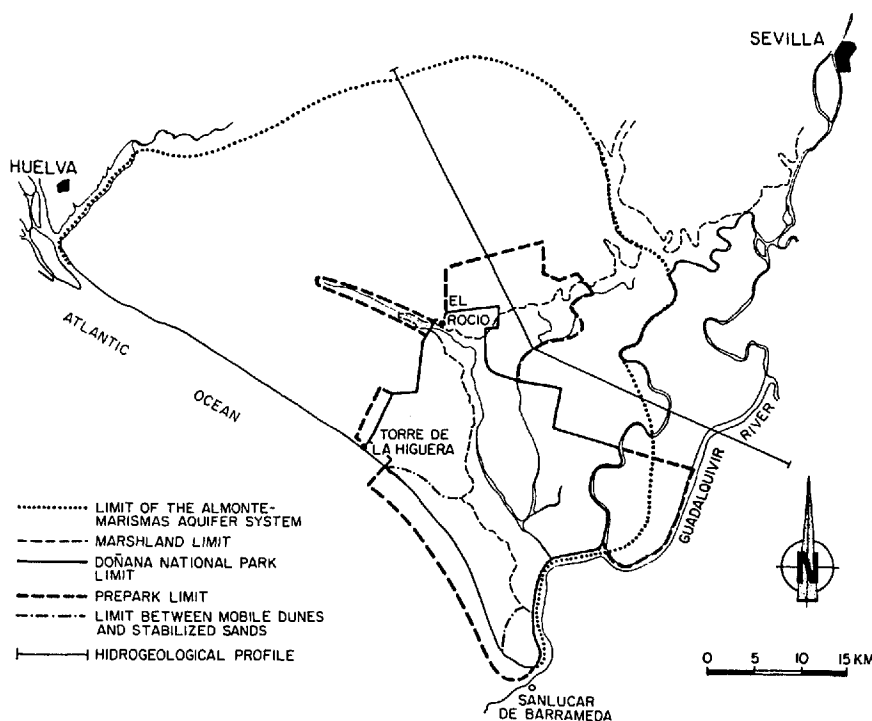 SEVILLA
HUELVA
EL
ROCIO
ATLANTIC
OCEAN
TORRE DE
LA HIGUERA
GUADALQUIVIR
RIVER
LIMIT OF THE ALMONTE-
MARISMAS AQUIFER SYSTEM
MARSHLAND LIMIT
DOÑANA NATIONAL PARK
LIMIT
PREPARK LIMIT
LIMIT BETWEEN MOBILE DUNES
AND STABILIZED SANDS
HIDROGEOLOGICAL PROFILE
N
0 5 10 15 KM
SANLUCAR
DE BARRAMEDA